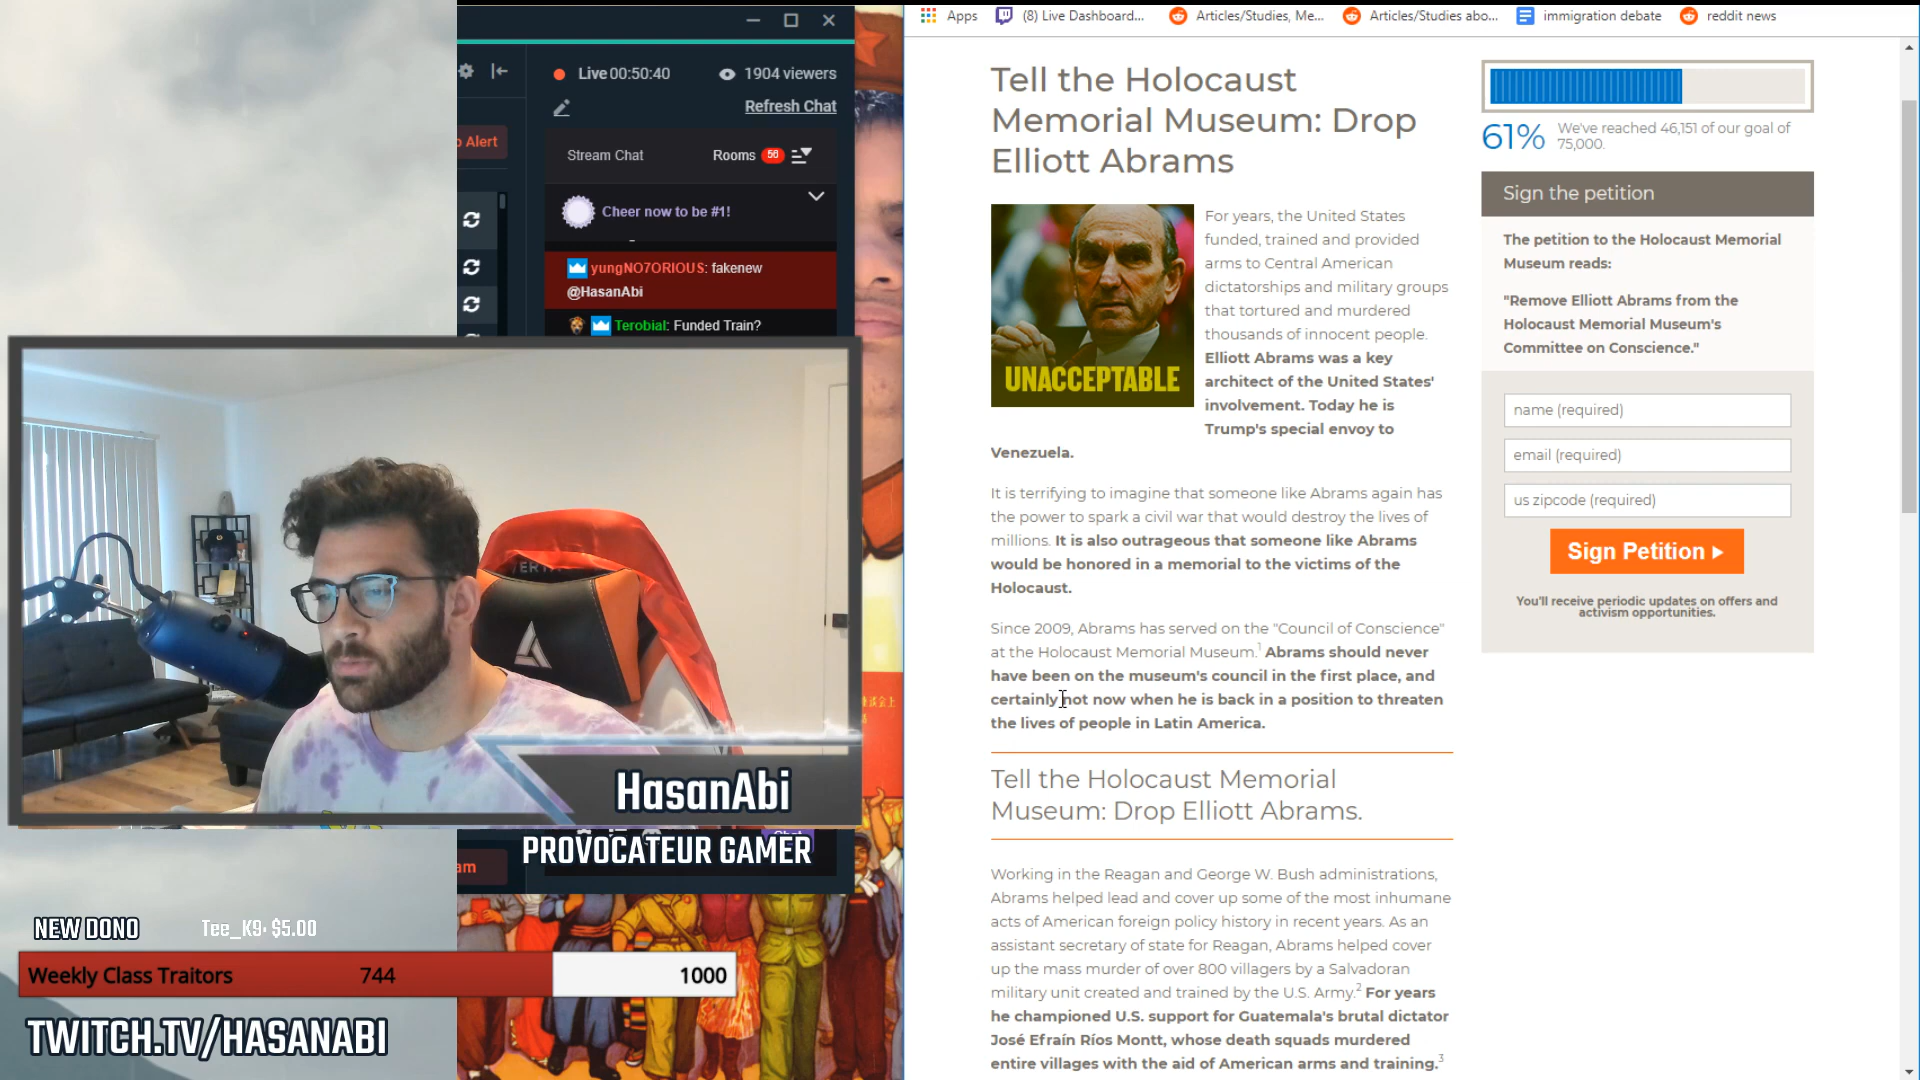 Live 00:50:40
1904 viewers
Refresh Chat
p Alert
Stream Chat
Rooms 56
Cheer now to be #1!
yungNO7ORIOUS: fakenew
@HasanAbi
Terobial: Funded Train?
HasanAbi
PROVOCATEUR GAMER
am
NEW DONO
Tee_K9: $5.00
Weekly Class Traitors 744 1000
TWITCH.TV/HASANABI
Apps
(8) Live Dashboard...
Articles/Studies, Me...
Articles/Studies abo...
immigration debate
reddit news
Tell the Holocaust
Memorial Museum: Drop
Elliott Abrams
UNACCEPTABLE
For years, the United States
funded, trained and provided
arms to Central American
dictatorships and military groups
that tortured and murdered
thousands of innocent people.
Elliott Abrams was a key
architect of the United States'
involvement. Today he is
Trump's special envoy to
Venezuela.
It is terrifying to imagine that someone like Abrams again has
the power to spark a civil war that would destroy the lives of
millions. It is also outrageous that someone like Abrams
would be honored in a memorial to the victims of the
Holocaust.
Since 2009, Abrams has served on the "Council of Conscience"
at the Holocaust Memorial Museum.1 Abrams should never
have been on the museum's council in the first place, and
certainly not now when he is back in a position to threaten
the lives of people in Latin America.
Tell the Holocaust Memorial
Museum: Drop Elliott Abrams.
Working in the Reagan and George W. Bush administrations,
Abrams helped lead and cover up some of the most inhumane
acts of American foreign policy history in recent years. As an
assistant secretary of state for Reagan, Abrams helped cover
up the mass murder of over 800 villagers by a Salvadoran
military unit created and trained by the U.S. Army.2 For years
he championed U.S. support for Guatemala's brutal dictator
José Efraín Ríos Montt, whose death squads murdered
entire villages with the aid of American arms and training.3
61%
We've reached 46,151 of our goal of
75,000.
Sign the petition
The petition to the Holocaust Memorial
Museum reads:
"Remove Elliott Abrams from the
Holocaust Memorial Museum's
Committee on Conscience."
name (required)
email (required)
us zipcode (required)
Sign Petition
You'll receive periodic updates on offers and
activism opportunities.